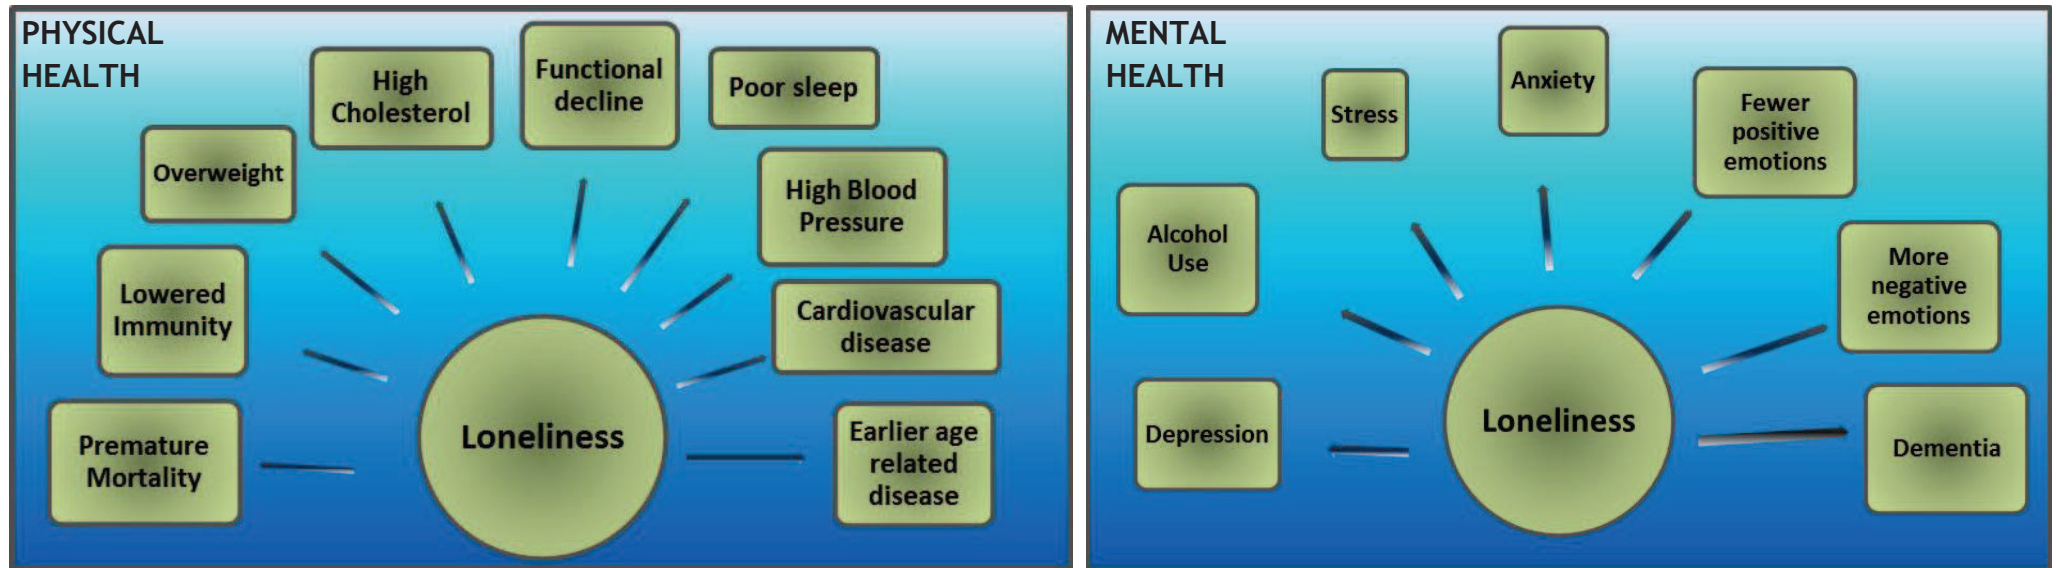 PHYSICAL
HEALTH
Premature
Mortality
Lowered
Immunity
Overweight
High
Cholesterol
Functional
decline
Poor sleep
High Blood
Pressure
Cardiovascular
disease
Earlier age
related
disease
Loneliness
MENTAL
HEALTH
Depression
Alcohol
Use
Stress
Anxiety
Fewer
positive
emotions
More
negative
emotions
Dementia
Loneliness